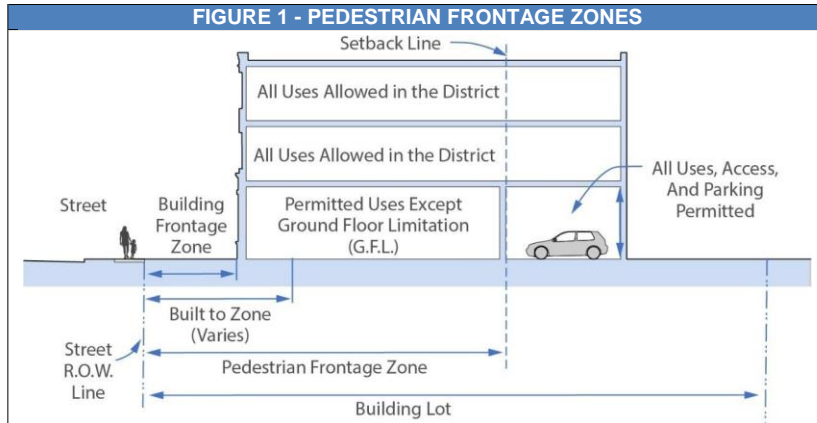 FIGURE 1 - PEDESTRIAN FRONTAGE ZONES
Setback Line
All Uses Allowed in the District
All Uses Allowed in the District
All Uses, Access,
And Parking
Permitted
Street
Building
Frontage
Zone
Permitted Uses Except
Ground Floor Limitation
(G.F.L.)
Built to Zone
(Varies)
Street
R.O.W.
Line
Pedestrian Frontage Zone
Building Lot